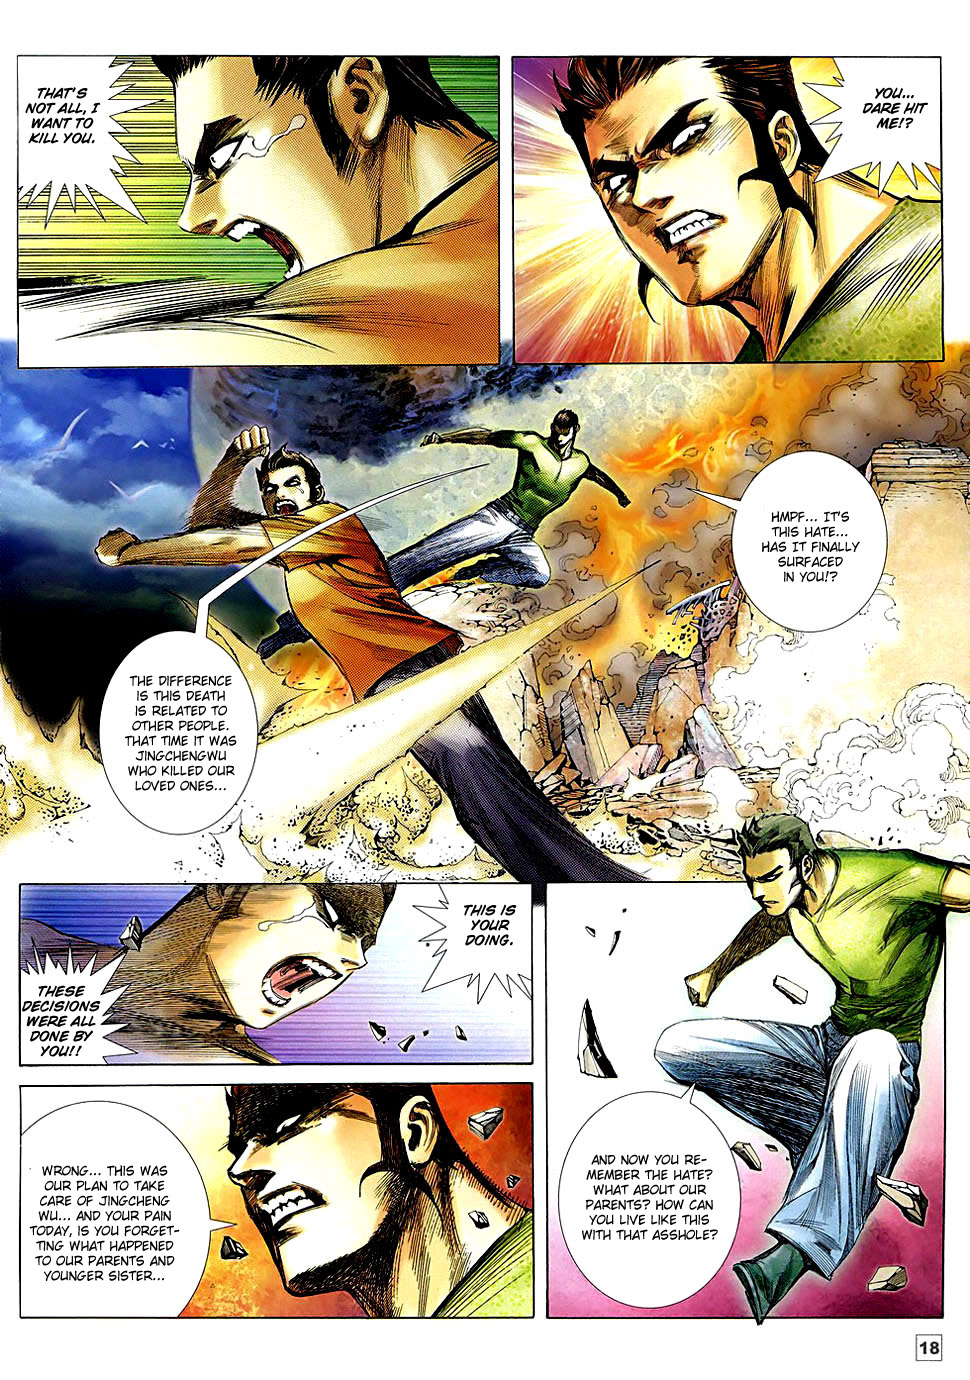 THAT'S
NOT ALL, I
WANT TO
KILL YOU.
YOU...
DARE HIT
ME!?
HMPF... IT'S
THIS HATE...
HAS IT FINALLY
SURFACED
IN YOU!?
THE DIFFERENCE
IS THIS DEATH
IS RELATED TO
OTHER PEOPLE.
THAT TIME IT WAS
JINGCHENGWU
WHO KILLED OUR
LOVED ONES...
THIS IS
YOUR
DOING.
THESE
DECISIONS
WERE ALL
DONE BY
YOU!!
WRONG... THIS WAS
OUR PLAN TO TAKE
CARE OF JINGCHENG
WU... AND YOUR PAIN
TODAY, IS YOU FORGET-
TING WHAT HAPPENED
TO OUR PARENTS AND
YOUNGER SISTER...
AND NOW YOU RE-
MEMBER THE HATE?
WHAT ABOUT OUR
PARENTS? HOW CAN
YOU LIVE LIKE THIS
WITH THAT ASSHOLE?
18